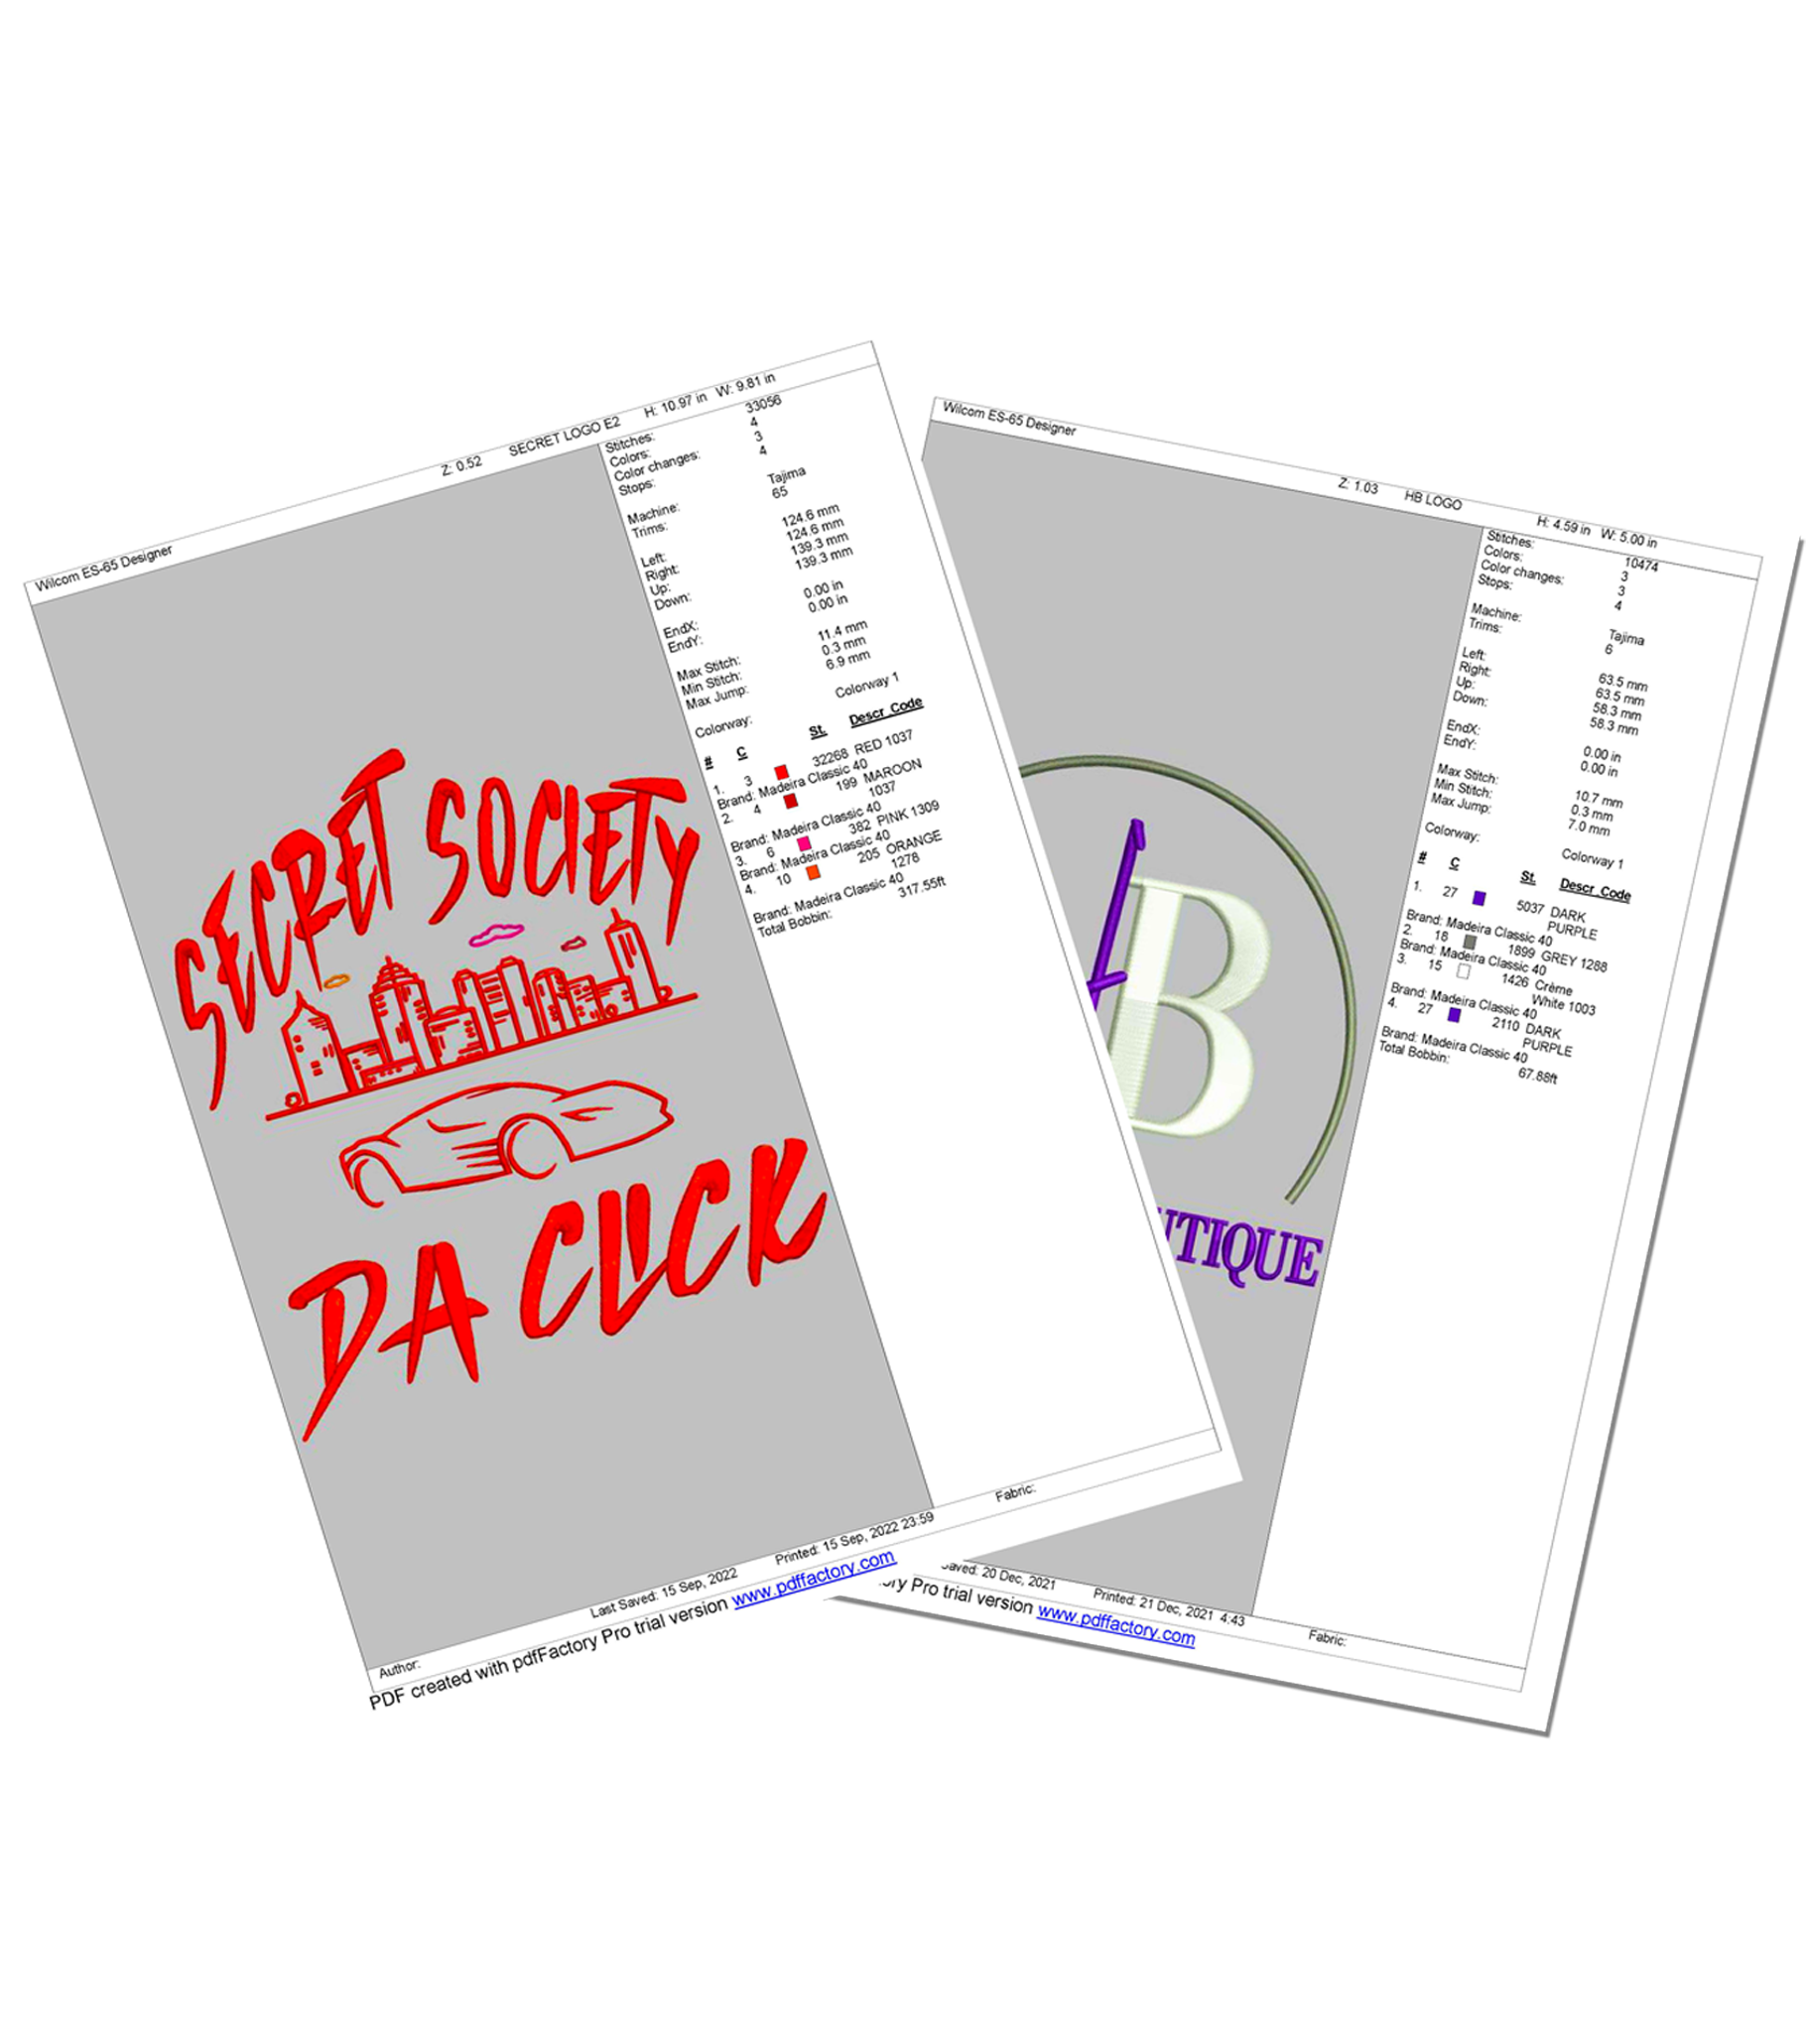 Wilcom ES-65 Designer
Z: 0.52 SECRET LOGO E2 H: 10.97 in W: 9.81 in
Stitches: 33056
Colors: 4
Color changes: 3
Stops: 4
Machine: Tajima
Trims: 65
Left: 124.6 mm
Right: 124.6 mm
Up: 139.3 mm
Down: 139.3 mm
EndX: 0.00 in
EndY: 0.00 in
Max Stitch: 11.4 mm
Min Stitch: 0.3 mm
Max Jump: 6.9 mm
Colorway: Colorway 1
# C St. Descr_Code
1. 3 32268 RED 1037
Brand: Madeira Classic 40
2. 4 199 MAROON
1037
Brand: Madeira Classic 40
3. 6 382 PINK 1309
Brand: Madeira Classic 40
4. 10 205 ORANGE
1278
Brand: Madeira Classic 40
Total Bobbin: 317.55ft
SECRET SOCIETY
DA CLICK
Author:
Last Saved: 15 Sep, 2022 Printed: 15 Sep, 2022 23:59 Fabric:
PDF created with pdfFactory Pro trial version www.pdffactory.com
Wilcom ES-65 Designer
Z: 1.03 HB LOGO H: 4.59 in W: 5.00 in
Stitches: 10474
Colors: 3
Color changes: 3
Stops: 4
Machine: Tajima
Trims: 6
Left: 63.5 mm
Right: 63.5 mm
Up: 58.3 mm
Down: 58.3 mm
EndX: 0.00 in
EndY: 0.00 in
Max Stitch: 10.7 mm
Min Stitch: 0.3 mm
Max Jump: 7.0 mm
Colorway: Colorway 1
# C St. Descr_Code
1. 27 5037 DARK
PURPLE
Brand: Madeira Classic 40
2. 18 1899 GREY 1288
Brand: Madeira Classic 40
3. 15 1426 Crème
White 1003
Brand: Madeira Classic 40
4. 27 2110 DARK
PURPLE
Brand: Madeira Classic 40
Total Bobbin: 67.88ft
B
UTIQUE
Saved: 20 Dec, 2021 Printed: 21 Dec, 2021 4:43 Fabric:
ry Pro trial version www.pdffactory.com